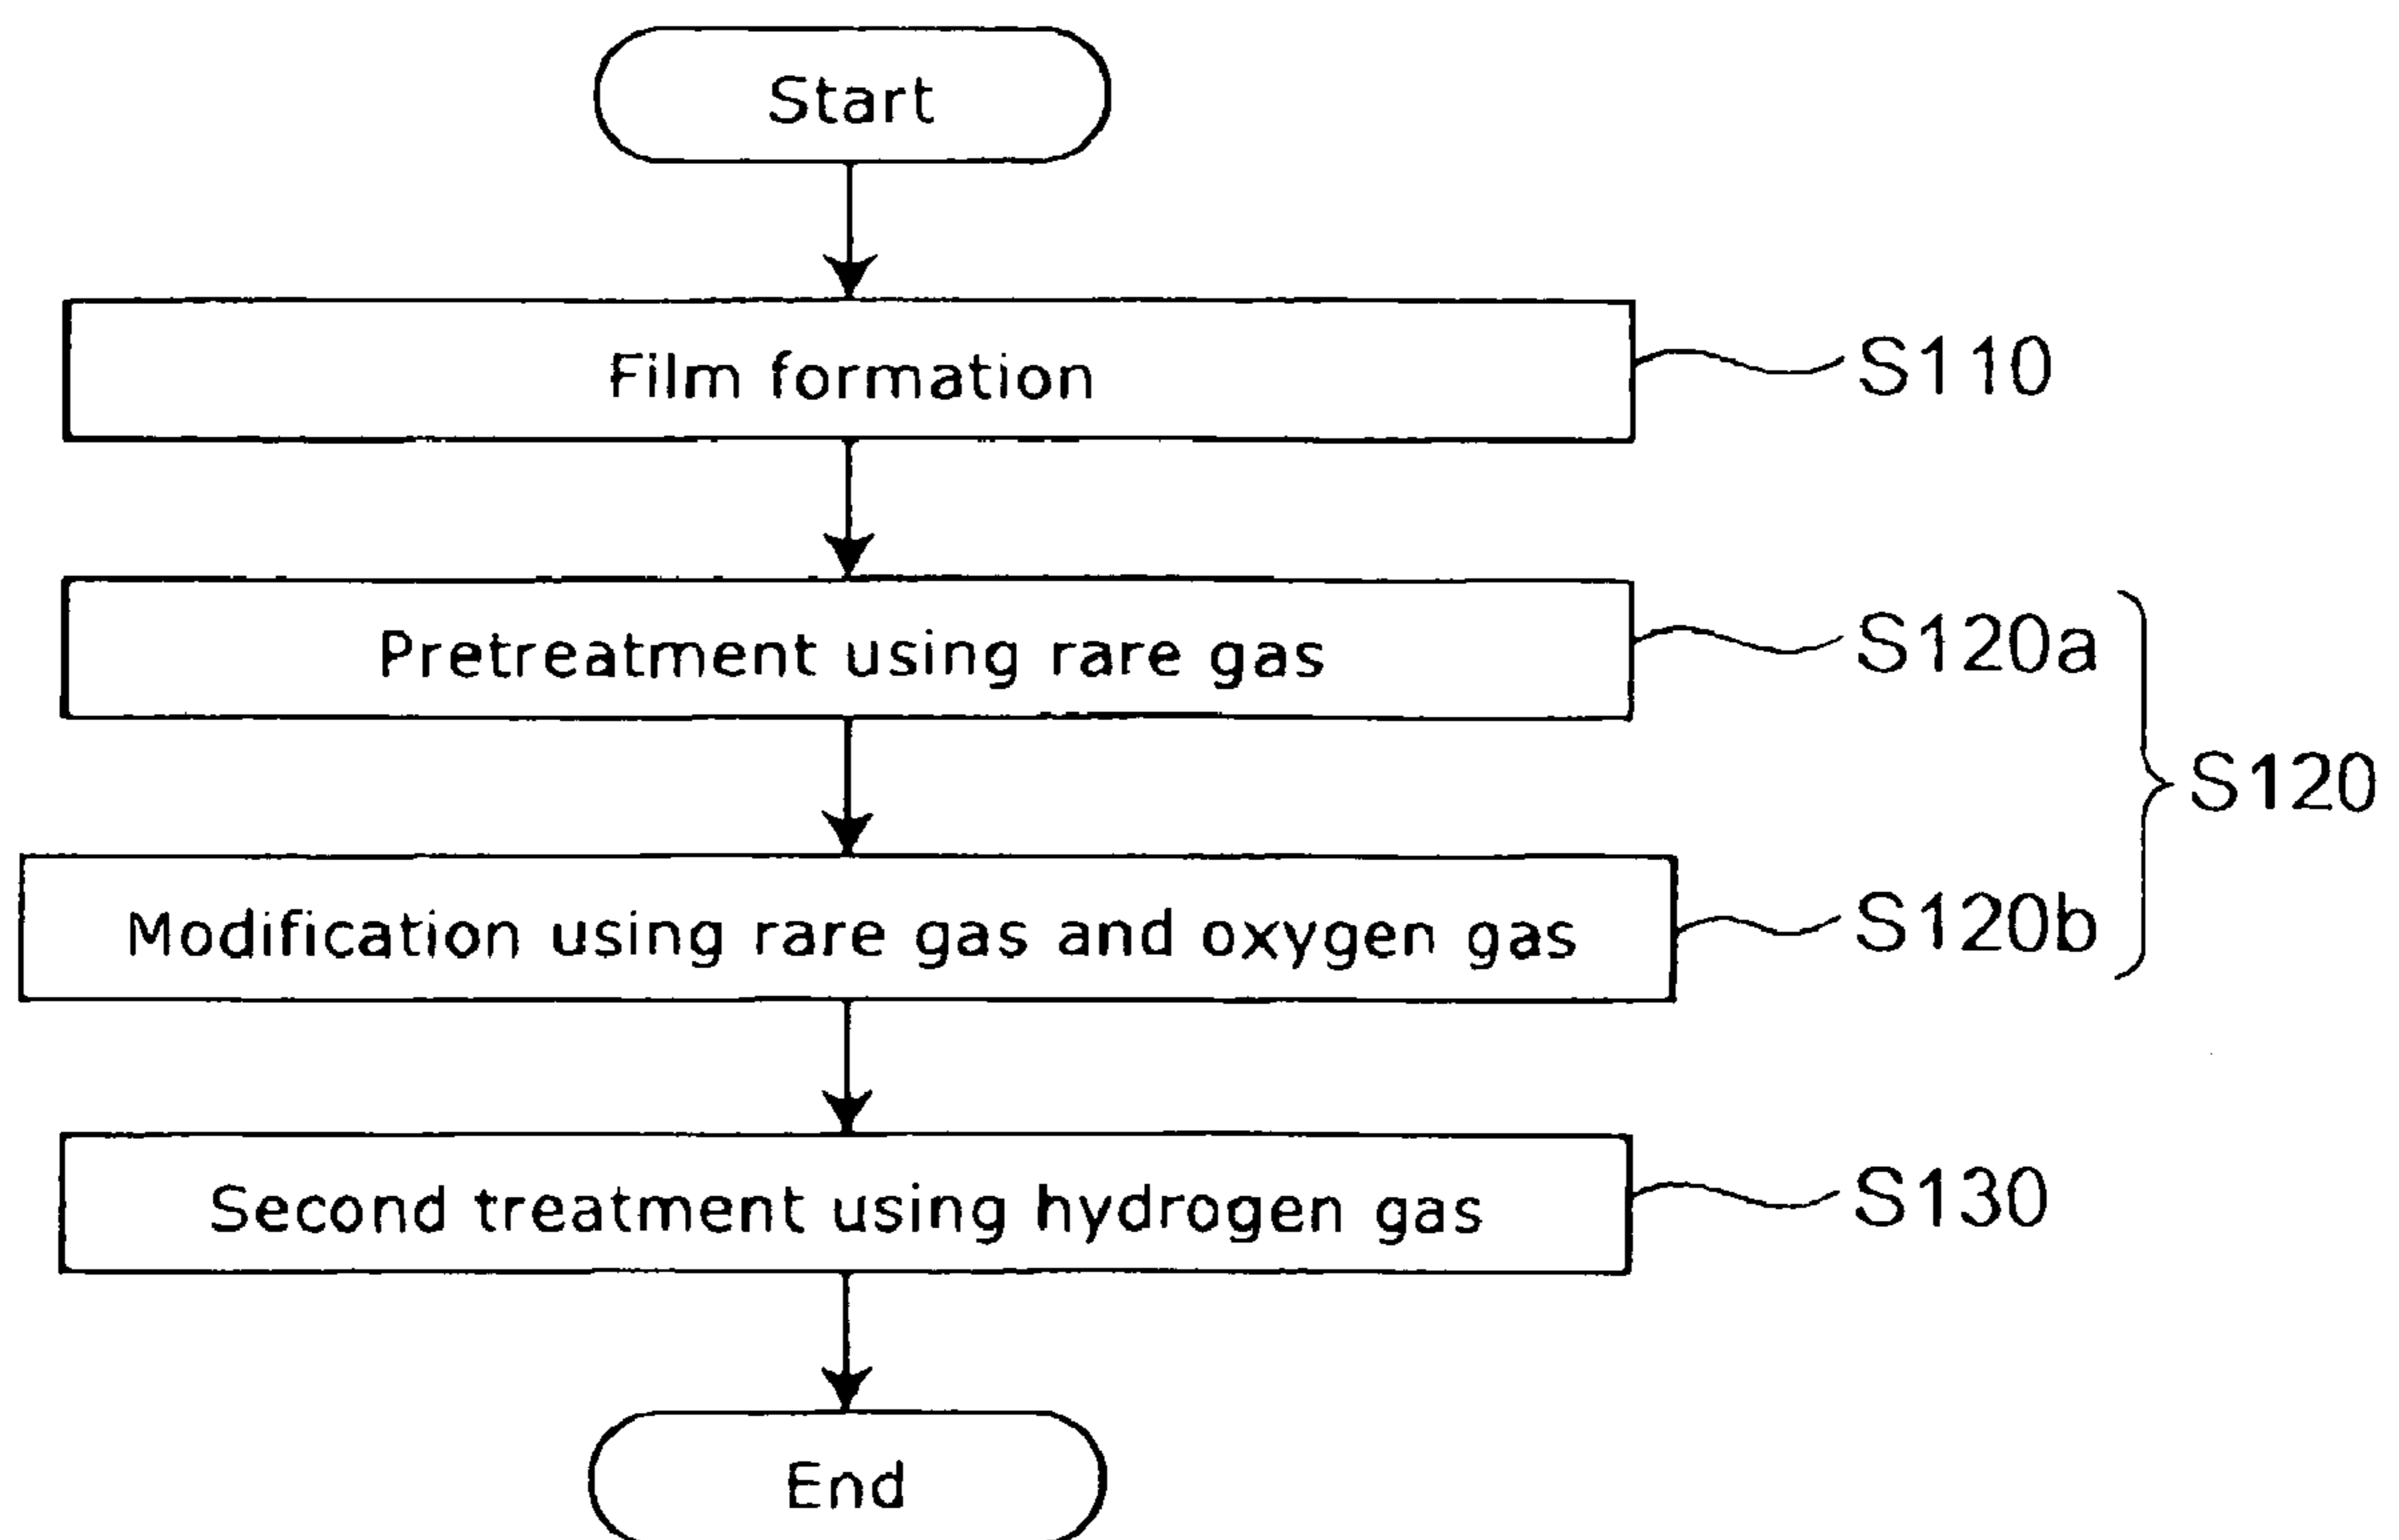 Start
Film formation
S110
Pretreatment using rare gas
S120a
S120
Modification using rare gas and oxygen gas
S120b
Second treatment using hydrogen gas
S130
End